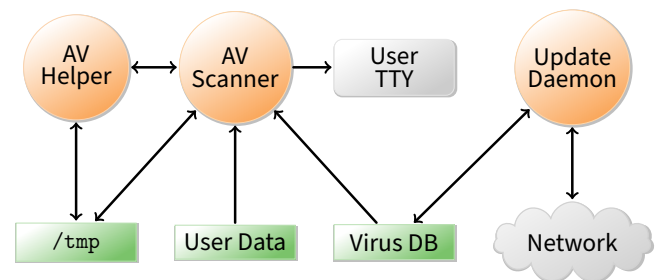 AV
Helper
AV
Scanner
User
TTY
Update
Daemon
/tmp
User Data
Virus DB
Network